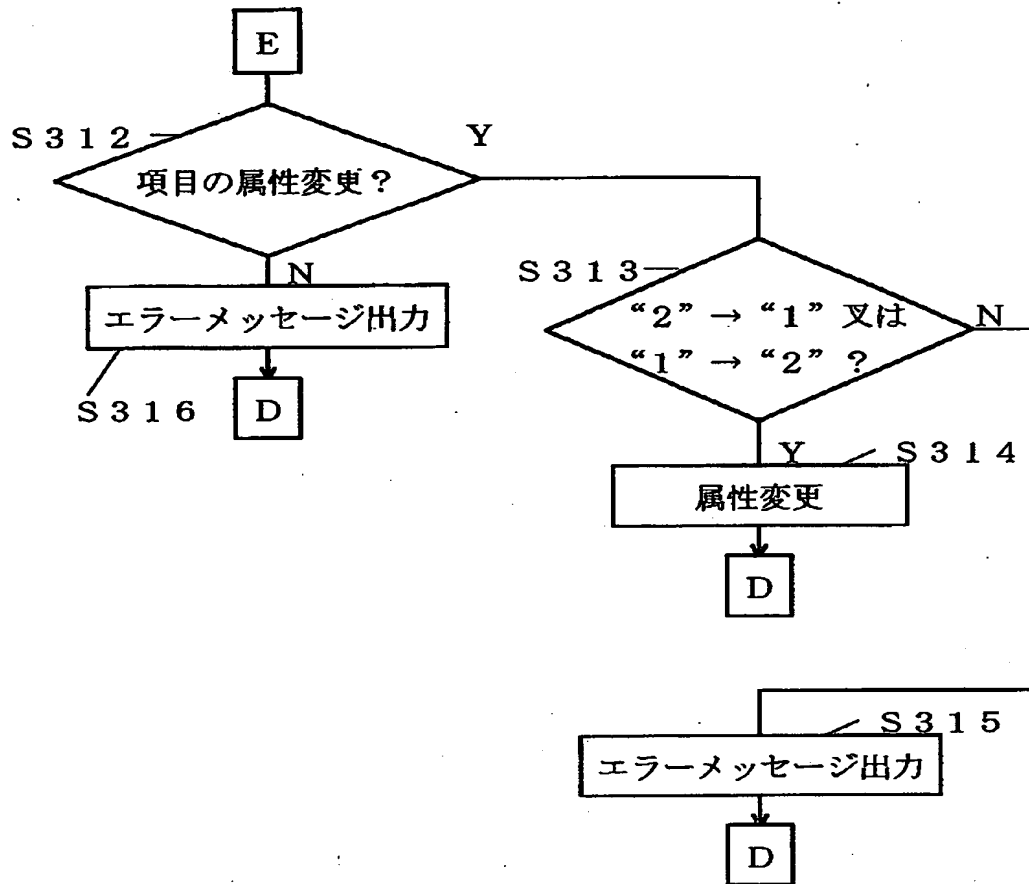 E
S312
Y
項目の属性変更?
N
エラーメッセージ出力
S316
D
S313
“2” → “1” 又は
“1” → “2” ?
N
Y
S314
属性変更
D
S315
エラーメッセージ出力
D